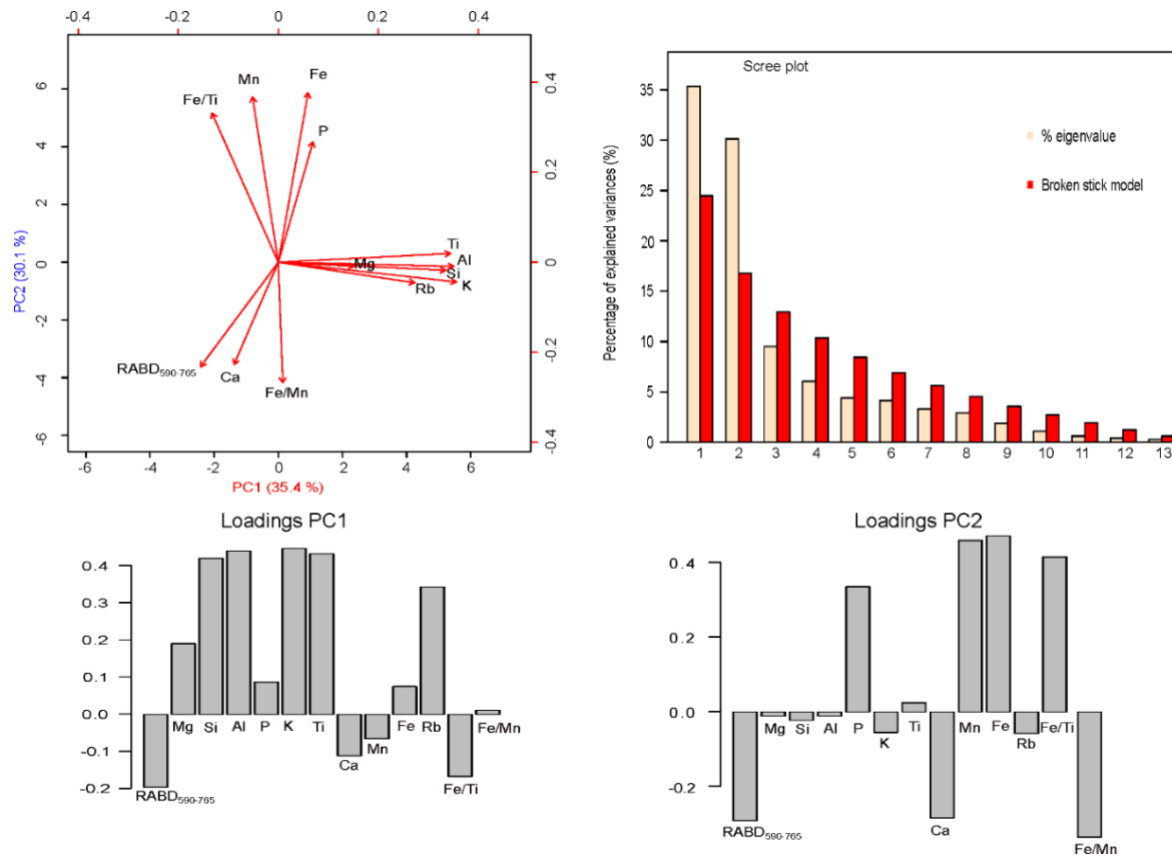 -0.4 -0.2 0 0.2 0.4
6
4
2
0
-2
-4
-6
0.4
0.2
0
-0.2
-0.4
PC2 (30.1 %)
Mn
Fe
Fe/Ti
P
Ti
Mg
Al
Si
Rb
K
RABD590-765
Ca
Fe/Mn
-6 -4 -2 0 2 4 6
PC1 (35.4 %)
Scree plot
Percentage of explained variances (%)
35
30
25
20
15
10
5
0
% eigenvalue
Broken stick model
1 2 3 4 5 6 7 8 9 10 11 12 13
Loadings PC1
0.4
0.3
0.2
0.1
0.0
-0.1
-0.2
RABD590-765
Mg Si Al P K Ti
Ca
Mn
Fe
Rb
Fe/Ti
Fe/Mn
Loadings PC2
0.4
0.2
0.0
-0.2
RABD590-765
Mg Si Al
P
K
Ti
Ca
Mn Fe
Rb
Fe/Ti
Fe/Mn